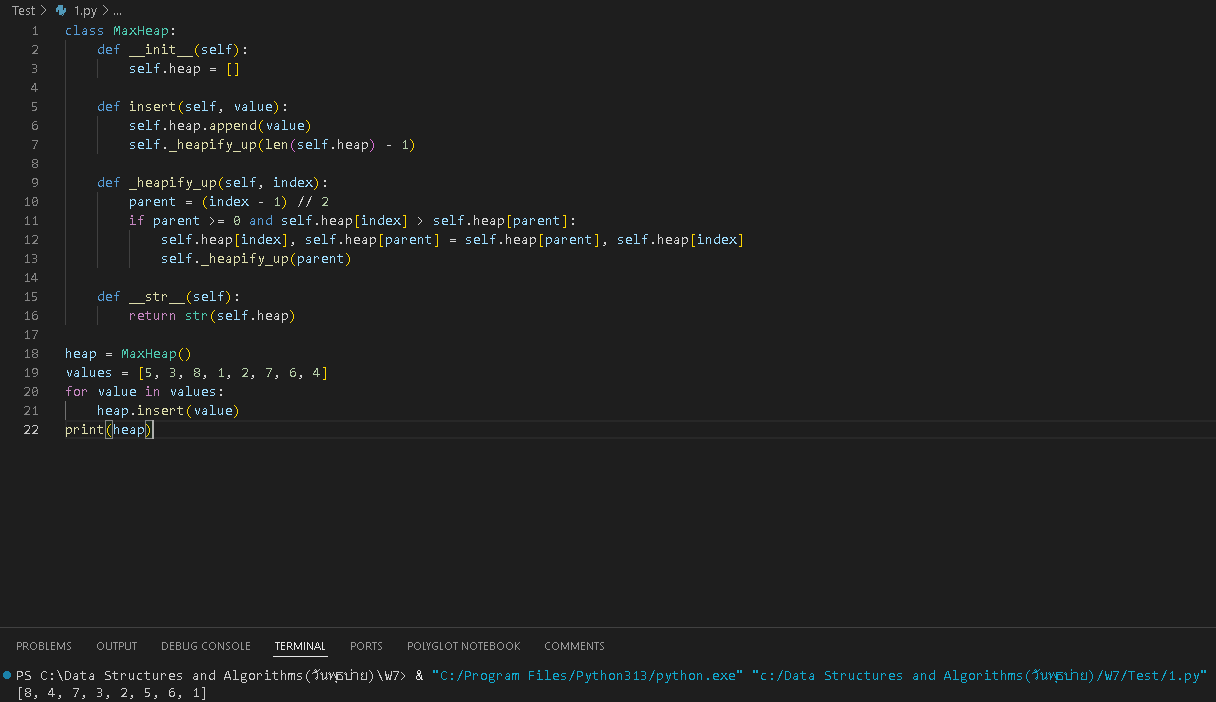 Test > 1.py > ...
1 class MaxHeap:
2     def __init__(self):
3         self.heap = []
4
5     def insert(self, value):
6         self.heap.append(value)
7         self._heapify_up(len(self.heap) - 1)
8
9     def _heapify_up(self, index):
10         parent = (index - 1) // 2
11         if parent >= 0 and self.heap[index] > self.heap[parent]:
12             self.heap[index], self.heap[parent] = self.heap[parent], self.heap[index]
13             self._heapify_up(parent)
14
15     def __str__(self):
16         return str(self.heap)
17
18 heap = MaxHeap()
19 values = [5, 3, 8, 1, 2, 7, 6, 4]
20 for value in values:
21     heap.insert(value)
22 print(heap)
PROBLEMS OUTPUT DEBUG CONSOLE TERMINAL PORTS POLYGLOT NOTEBOOK COMMENTS
PS C:\Data Structures and Algorithms(วันพุธบ่าย)\W7> & "C:/Program Files/Python313/python.exe" "c:/Data Structures and Algorithms(วันพุธบ่าย)/W7/Test/1.py"
[8, 4, 7, 3, 2, 5, 6, 1]